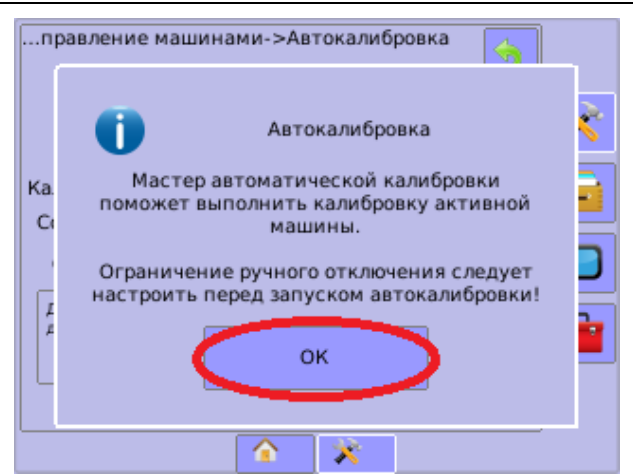 ...правление машинами->Автокалибровка
Автокалибровка
Мастер автоматической калибровки
поможет выполнить калибровку активной
машины.
Ограничение ручного отключения следует
настроить перед запуском автокалибровки!
OK